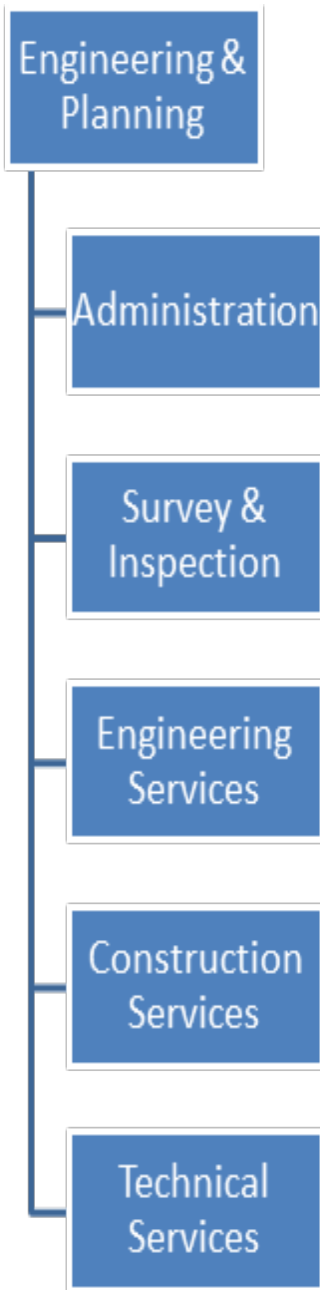 Engineering &
Planning
Administration
Survey &
Inspection
Engineering
Services
Construction
Services
Technical
Services